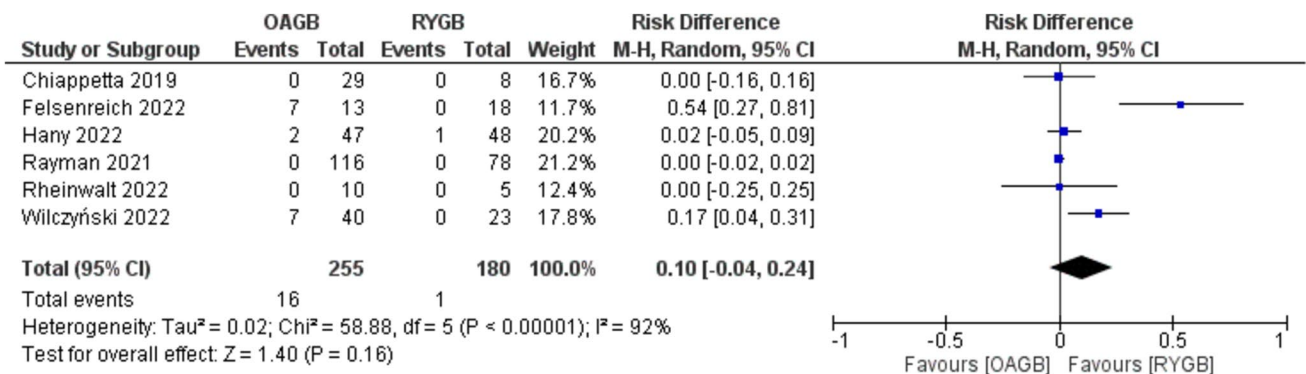 OAGB RYGB Risk Difference Risk Difference
Study or Subgroup Events Total Events Total Weight M-H, Random, 95% CI M-H, Random, 95% CI
Chiappetta 2019 0 29 0 8 16.7% 0.00 [-0.16, 0.16]
Felsenreich 2022 7 13 0 18 11.7% 0.54 [0.27, 0.81]
Hany 2022 2 47 1 48 20.2% 0.02 [-0.05, 0.09]
Rayman 2021 0 116 0 78 21.2% 0.00 [-0.02, 0.02]
Rheinwalt 2022 0 10 0 5 12.4% 0.00 [-0.25, 0.25]
Wilczyński 2022 7 40 0 23 17.8% 0.17 [0.04, 0.31]
Total (95% CI) 255 180 100.0% 0.10 [-0.04, 0.24]
Total events 16 1
Heterogeneity: Tau² = 0.02; Chi² = 58.88, df = 5 (P < 0.00001); I² = 92%
Test for overall effect: Z = 1.40 (P = 0.16)
-1 -0.5 0 0.5 1
Favours [OAGB] Favours [RYGB]